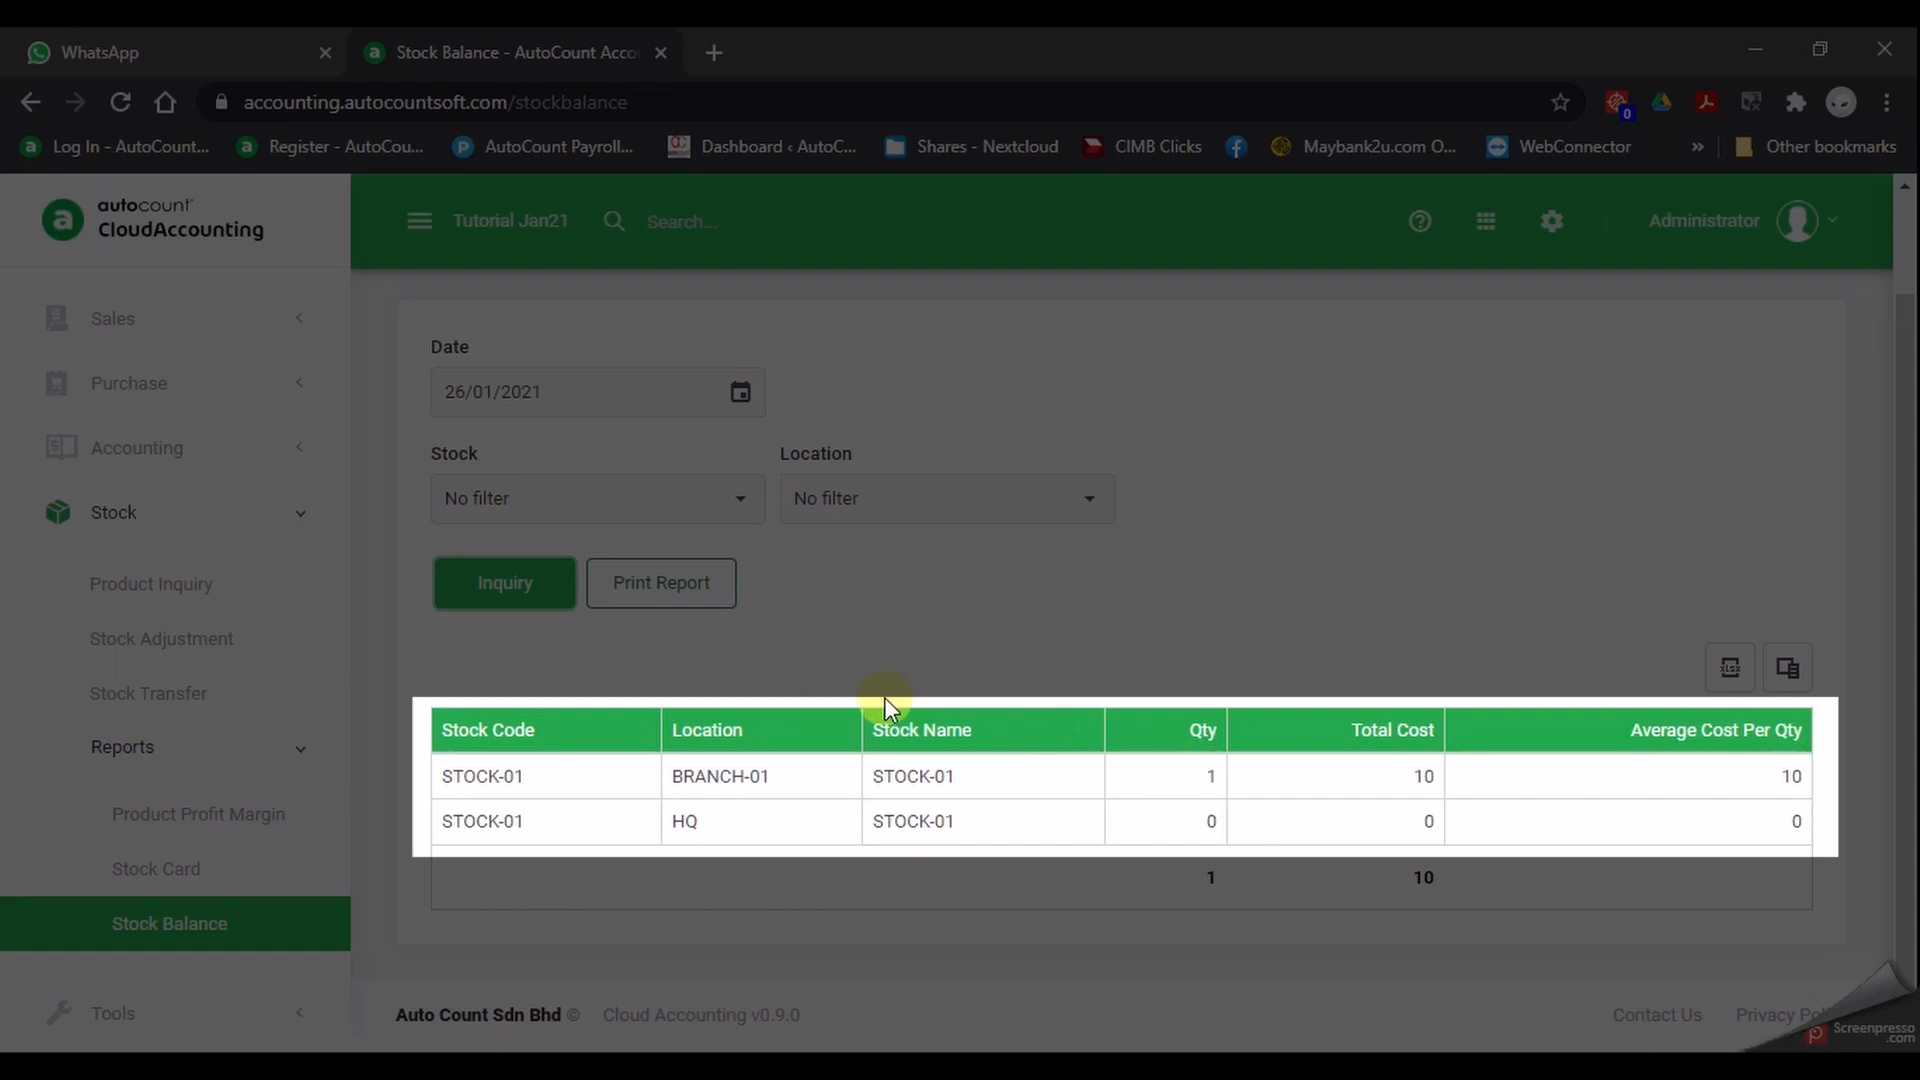 WhatsApp
Stock Balance - AutoCount Acco
accounting.autocountsoft.com/stockbalance
0
Log In - AutoCount...
Register - AutoCou...
AutoCount Payroll...
Dashboard ‹ AutoC...
Shares - Nextcloud
CIMB Clicks
Maybank2u.com O...
WebConnector
»
Other bookmarks
autocount
CloudAccounting
Tutorial Jan21
Search...
Administrator
Sales
Purchase
Accounting
Stock
Product Inquiry
Stock Adjustment
Stock Transfer
Reports
Product Profit Margin
Stock Card
Stock Balance
Tools
Date
26/01/2021
Stock Location
No filter No filter
Inquiry Print Report
xlsx
Stock Code Location Stock Name Qty Total Cost Average Cost Per Qty
STOCK-01 BRANCH-01 STOCK-01 1 10 10
STOCK-01 HQ STOCK-01 0 0 0
1 10
Auto Count Sdn Bhd © Cloud Accounting v0.9.0
Contact Us Privacy
Screenpresso
.com